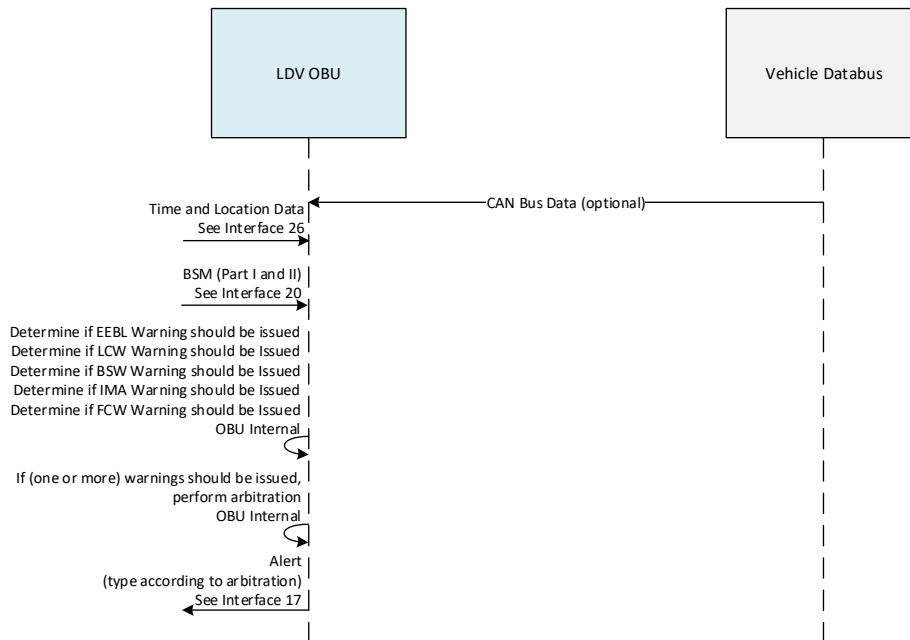 LDV OBU
Vehicle Databus
CAN Bus Data (optional)
Time and Location Data
See Interface 26
BSM (Part I and II)
See Interface 20
Determine if EEBL Warning should be issued
Determine if LCW Warning should be Issued
Determine if BSW Warning should be Issued
Determine if IMA Warning should be Issued
Determine if FCW Warning should be Issued
OBU Internal
If (one or more) warnings should be issued,
perform arbitration
OBU Internal
Alert
(type according to arbitration)
See Interface 17